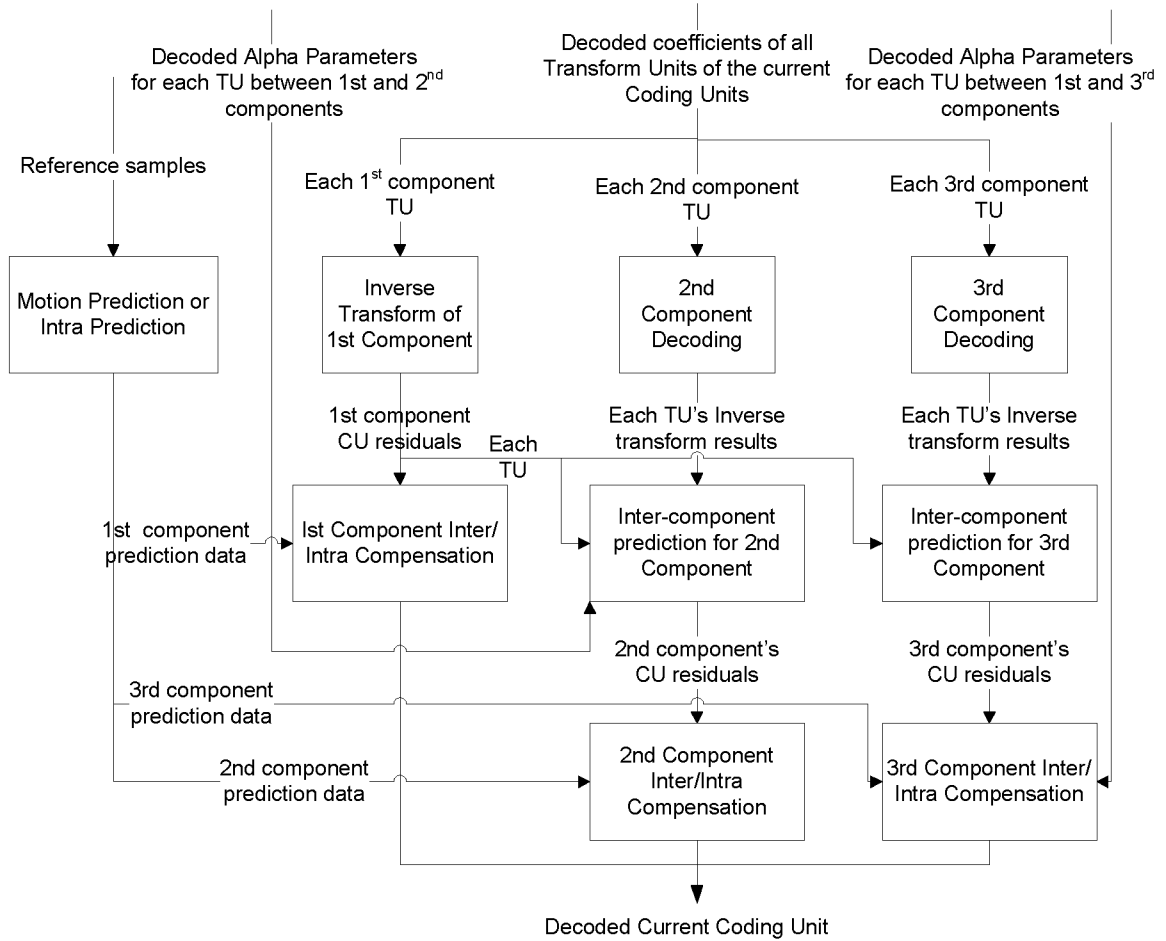 Decoded Alpha Parameters
for each TU between 1st and 2nd
components
Decoded coefficients of all
Transform Units of the current
Coding Units
Decoded Alpha Parameters
for each TU between 1st and 3rd
components
Reference samples
Each 1st component
TU
Each 2nd component
TU
Each 3rd component
TU
Motion Prediction or
Intra Prediction
Inverse
Transform of
1st Component
2nd
Component
Decoding
3rd
Component
Decoding
1st component
CU residuals
Each
TU
Each TU's Inverse
transform results
Each TU's Inverse
transform results
1st component
prediction data
Ist Component Inter/
Intra Compensation
Inter-component
prediction for 2nd
Component
Inter-component
prediction for 3rd
Component
2nd component's
CU residuals
3rd component's
CU residuals
3rd component
prediction data
2nd component
prediction data
2nd Component
Inter/Intra
Compensation
3rd Component Inter/
Intra Compensation
Decoded Current Coding Unit